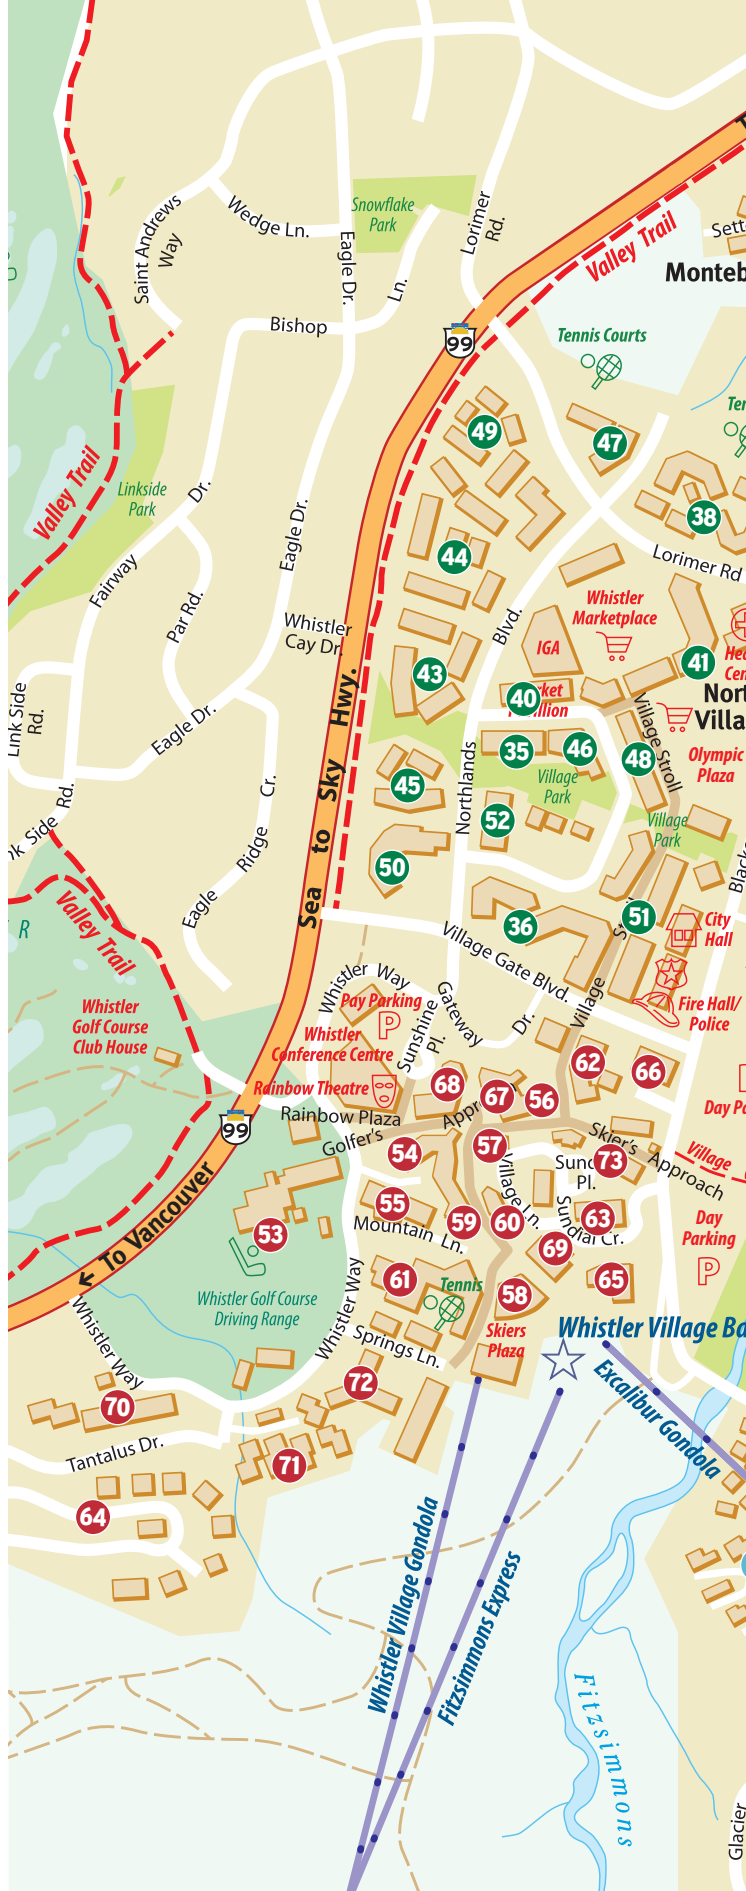 Snowflake
Park
Saint Andrews
Way
Wedge Ln.
Eagle Dr.
Ln.
Lorimer
Rd.
Valley Trail
Sett
Monteb
Bishop
99
Tennis Courts
Ten
49
47
Valley Trail
Linkside
Park
Dr.
38
Eagle Dr.
44
Lorimer Rd
Fairway
Par Rd.
Whistler
Cay Dr.
Blvd.
Whistler
Marketplace
IGA
Hea
Cen
41
43
40
Nort
Villa
Link Side
Rd.
Eagle Dr.
Sea to Sky Hwy.
Village Stroll
35
46
48
Olympic
Plaza
Village
Park
45
Northlands
52
Village
Park
Side Rd.
Ridge
Cr.
Eagle
50
Black
36
51
City
Hall
Valley Trail
R
Village Gate Blvd.
Village
Fire Hall/
Police
Whistler Way
Pay Parking
P
Gateway
Dr.
Sunshine
Pl.
Whistler
Golf Course
Club House
Whistler
Conference Centre
Rainbow Theatre
62
66
68
67
56
Day Pa
99
Rainbow Plaza
Golfer's
Skier's Approach
54
57
73
Village
Pl.
Village Ln.
To Vancouver
55
59
60
63
Sundial Cr.
Mountain Ln.
53
69
Day
Parking
P
61
65
58
Tennis
Whistler Golf Course
Driving Range
Whistler Way
Skiers
Plaza
Whistler Village Ba
Whistler Way
Springs Ln.
Excalibur Gondola
72
70
Tantalus Dr.
71
64
Whistler Village Gondola
Fitzsimmons Express
Fitzsimmons
Glacier